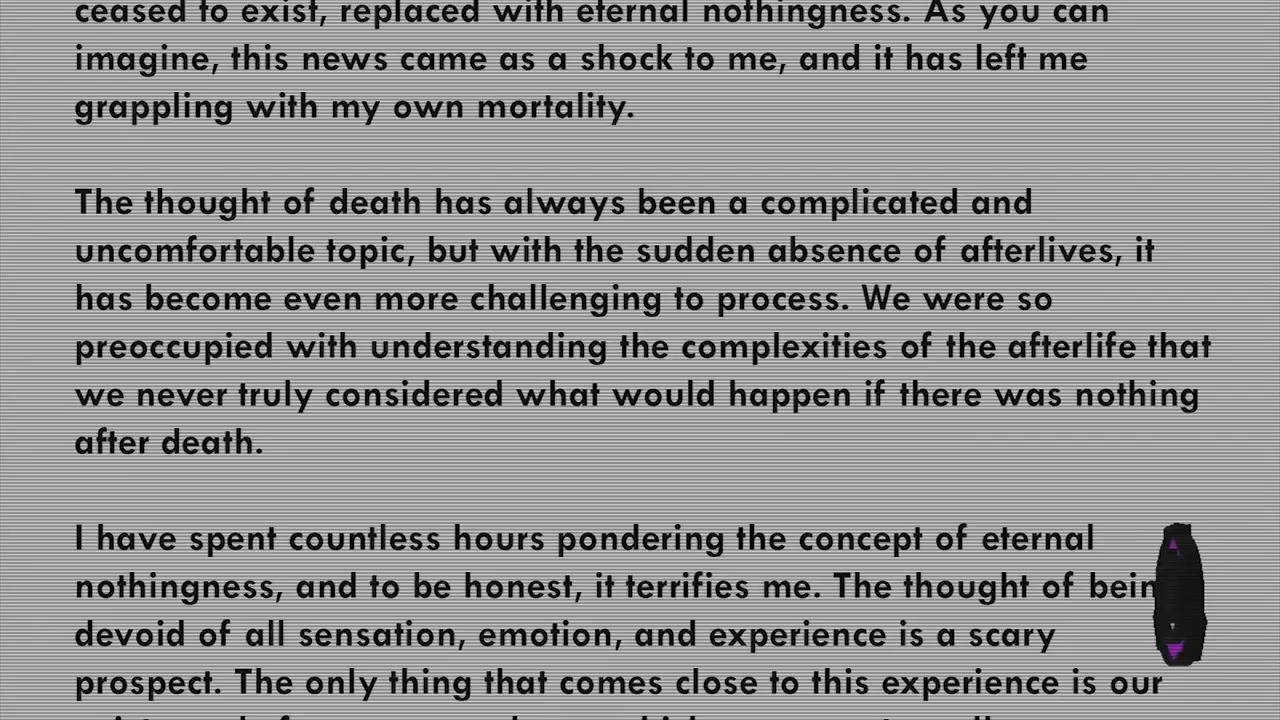 ceased to exist, replaced with eternal nothingness. As you can
imagine, this news came as a shock to me, and it has left me
grappling with my own mortality.
The thought of death has always been a complicated and
uncomfortable topic, but with the sudden absence of afterlives, it
has become even more challenging to process. We were so
preoccupied with understanding the complexities of the afterlife that
we never truly considered what would happen if there was nothing
after death.
I have spent countless hours pondering the concept of eternal
nothingness, and to be honest, it terrifies me. The thought of bein
devoid of all sensation, emotion, and experience is a scary
prospect. The only thing that comes close to this experience is our